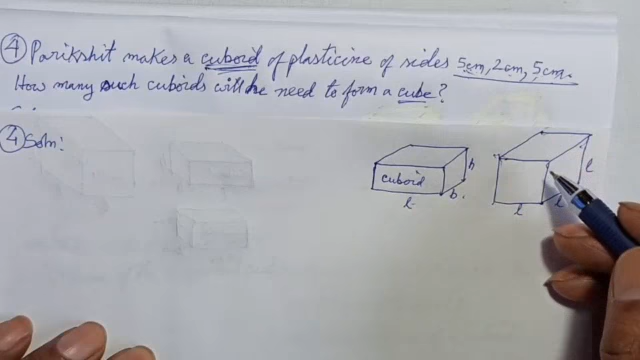 ④ Parikshit makes a cuboid of plasticine of sides 5cm, 2cm, 5cm.
How many such cuboids will he need to form a cube?
④ Soln:
cuboid
h
b
l
l
l
l